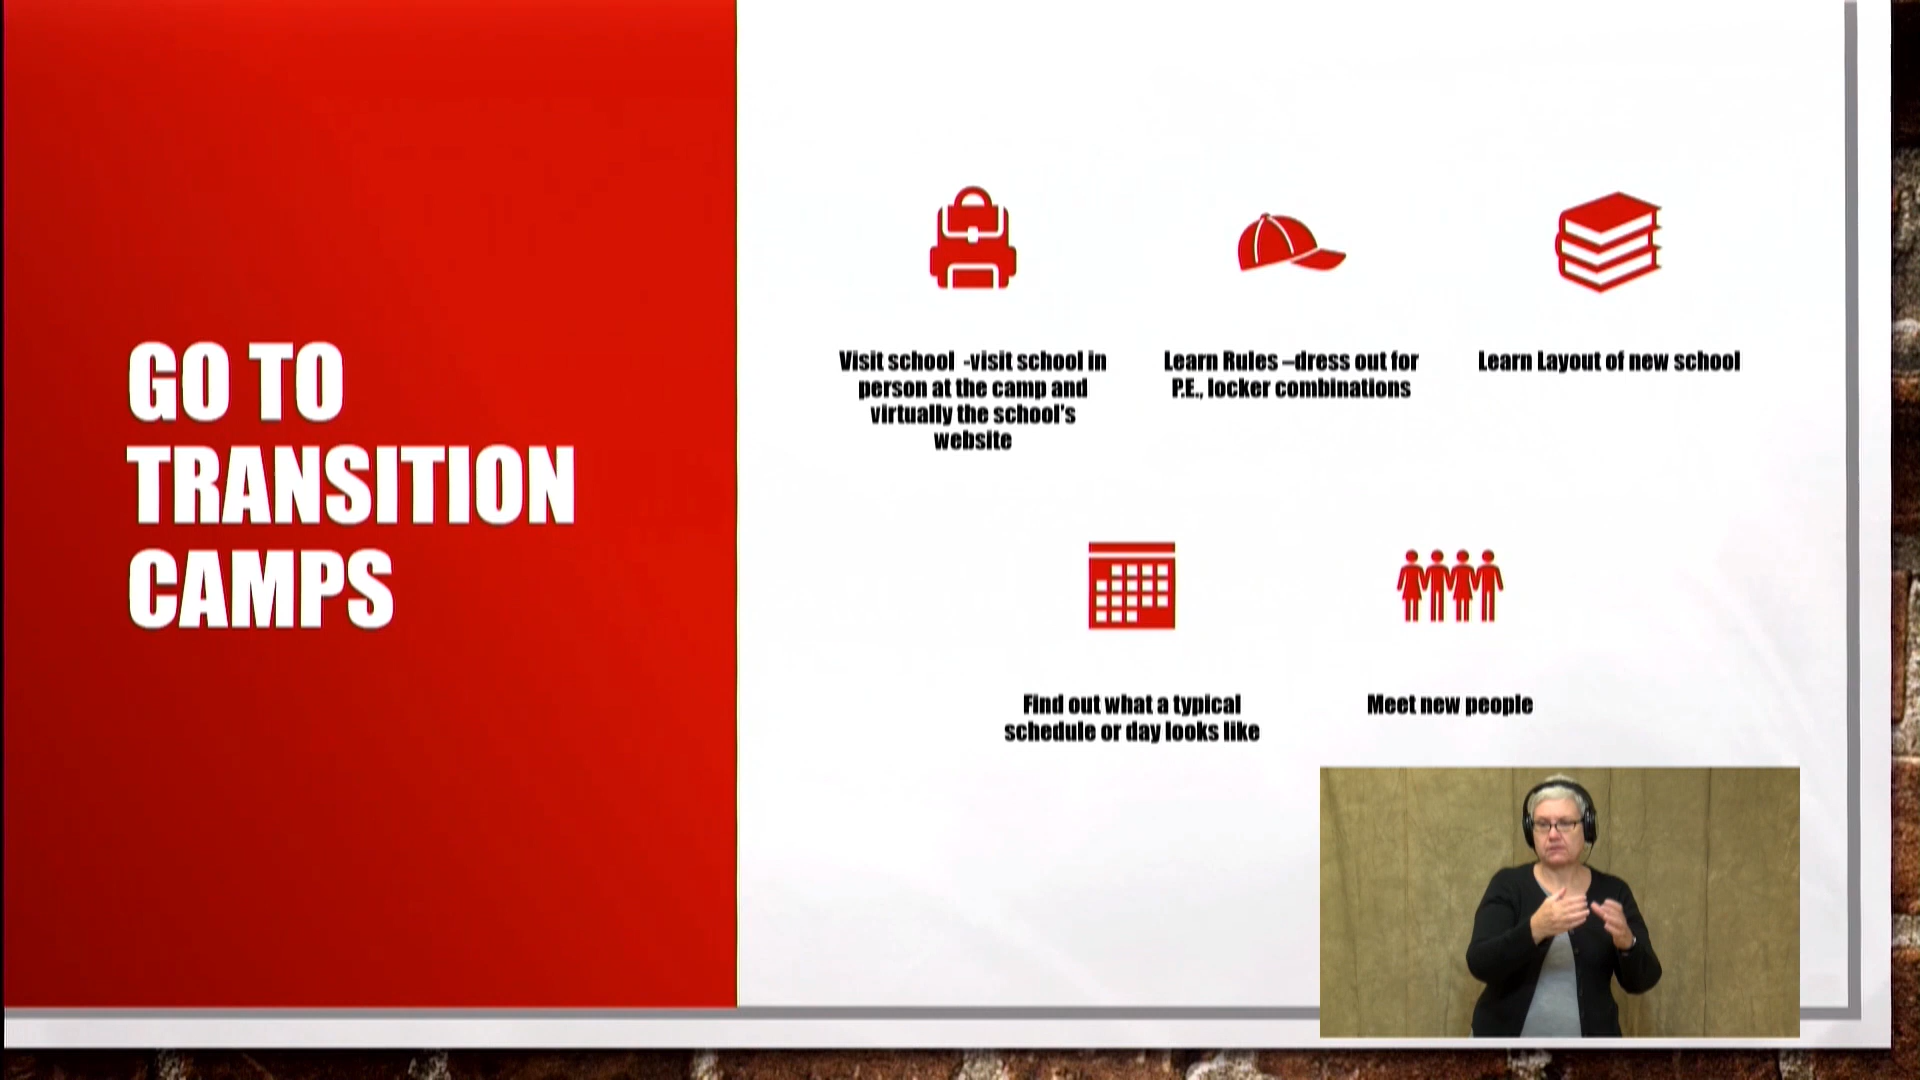 GO TO
TRANSITION
CAMPS
Visit school -visit school in
person at the camp and
virtually the school's
website
Learn Rules –dress out for
P.E., locker combinations
Learn Layout of new school
Find out what a typical
schedule or day looks like
Meet new people